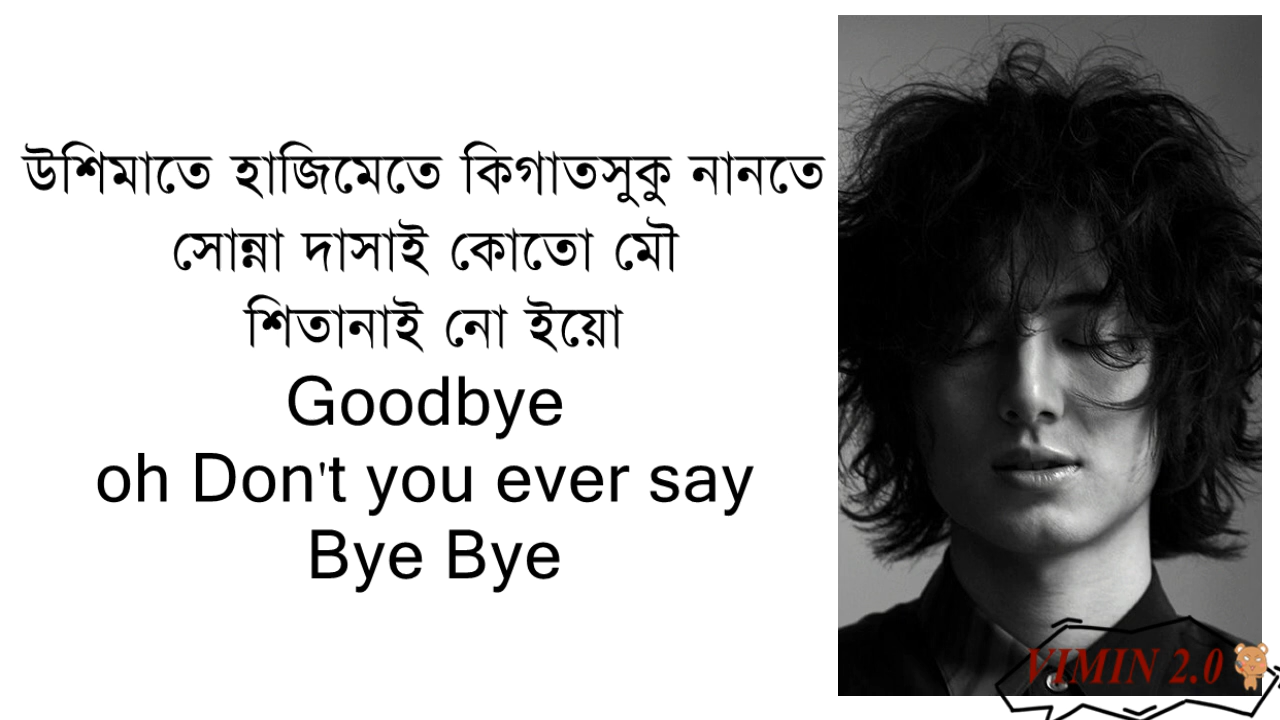 উশিমাতে হাজিমেতে কিগাতসুকু নানতে
সোন্না দাসাই কোতো মৌ
শিতানাই নো ইয়ো
Goodbye
oh Don't you ever say
Bye Bye
VIMIN 2.0